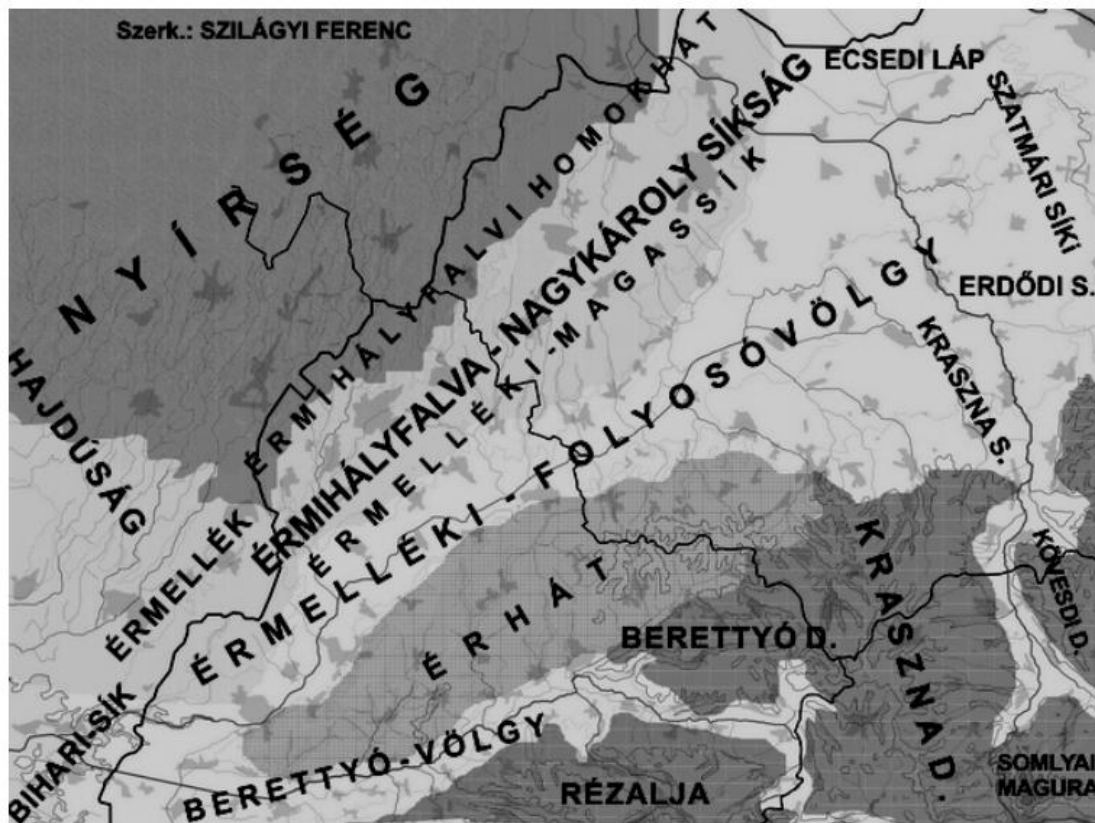 Szerk.: SZILÁGYI FERENC
ECSEDI LÁP
NYÍRSÉG
SZATMÁRI SÍK
ÉRMIHÁLYFALVI HOMOKHÁT
ÉRMIHÁLYFALVA-NAGYKÁROLY SÍKSÁG
ÉRMELLÉKI-MAGASSÍK
ERDŐDI S.
HAJDÚSÁG
KRASZNA S.
ÉRMELLÉKI-FOLYOSÓVÖLGY
ÉRMELLÉK
KÖVESDI D.
KRASZNA D.
ÉRHÁT
BERETTYÓ D.
BIHARI-SÍK
BERETTYÓ-VÖLGY
RÉZALJA
SOMLYAI
MAGURA